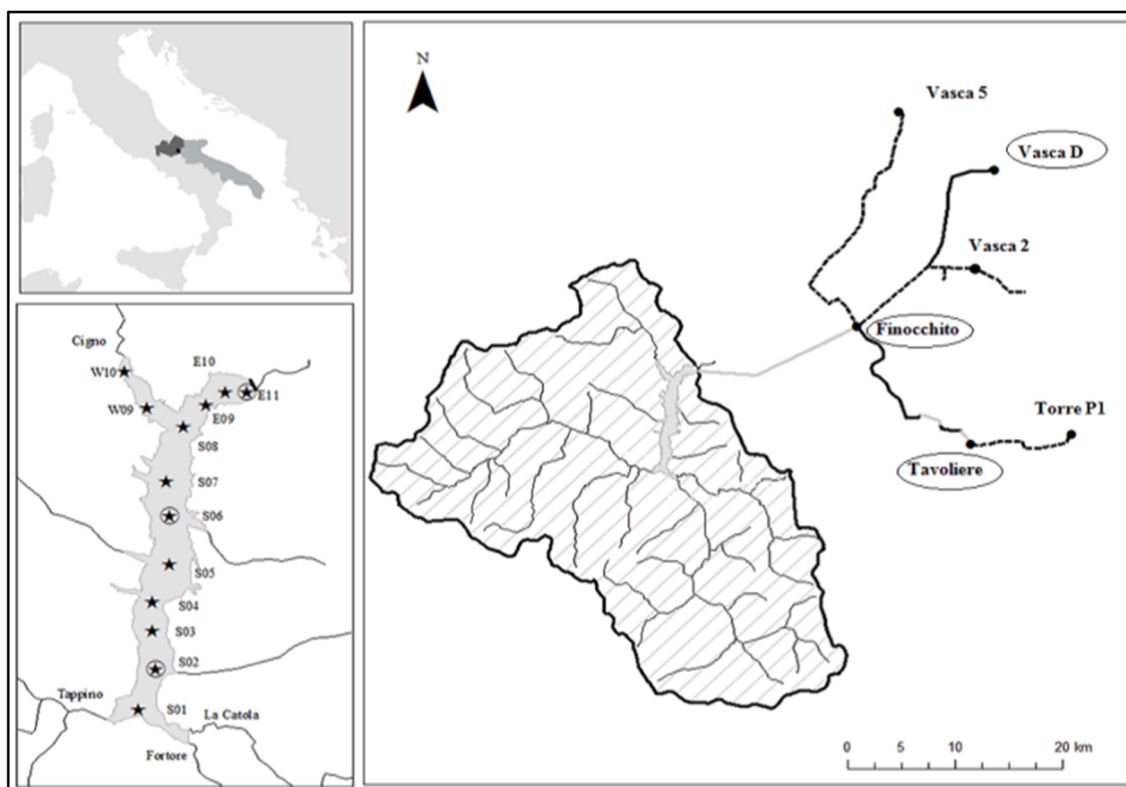 N
Vasca 5
Vasca D
Vasca 2
Finocchito
Torre P1
Tavoliere
0 5 10 20 km
Cigno
W10
E10
E11
W09
E09
S08
S07
S06
S05
S04
S03
S02
Tappino
S01
La Catola
Fortore